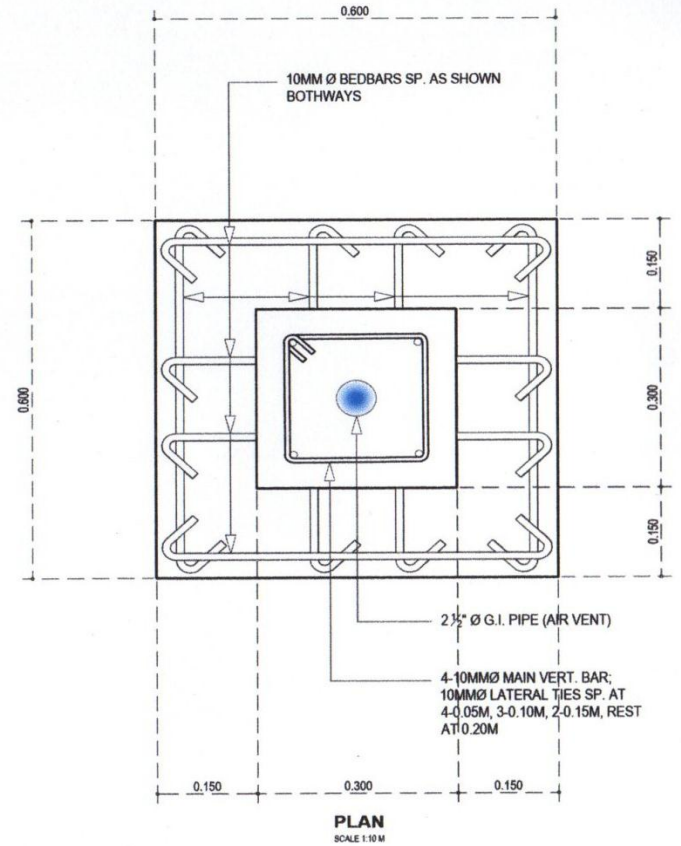 0.600
10MM Ø BEDBARS SP. AS SHOWN
BOTHWAYS
0.150
0.600
0.300
0.150
2 ½" Ø G.I. PIPE (AIR VENT)
4-10MMØ MAIN VERT. BAR;
10MMØ LATERAL TIES SP. AT
4-0.05M, 3-0.10M, 2-0.15M, REST
AT 0.20M
0.150
0.300
0.150
PLAN
SCALE 1:10 M